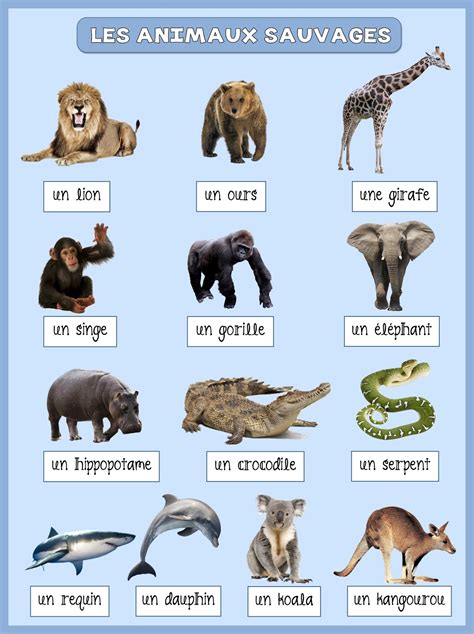 LES ANIMAUX SAUVAGES
un lion
un ours
une girafe
un singe
un gorille
un éléphant
un hippopotame
un crocodile
un serpent
un requin
un dauphin
un koala
un kangourou